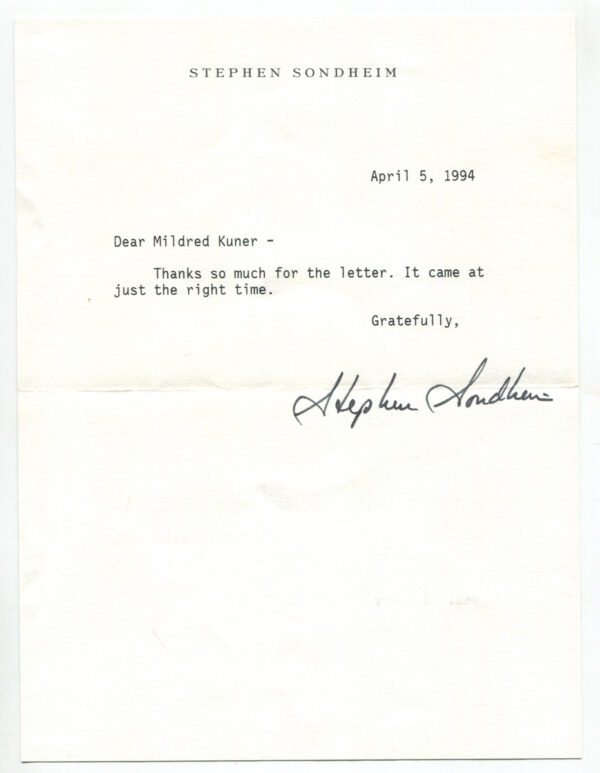 STEPHEN SONDHEIM
April 5, 1994
Dear Mildred Kuner -
Thanks so much for the letter. It came at
just the right time.
Gratefully,
Stephen Sondheim